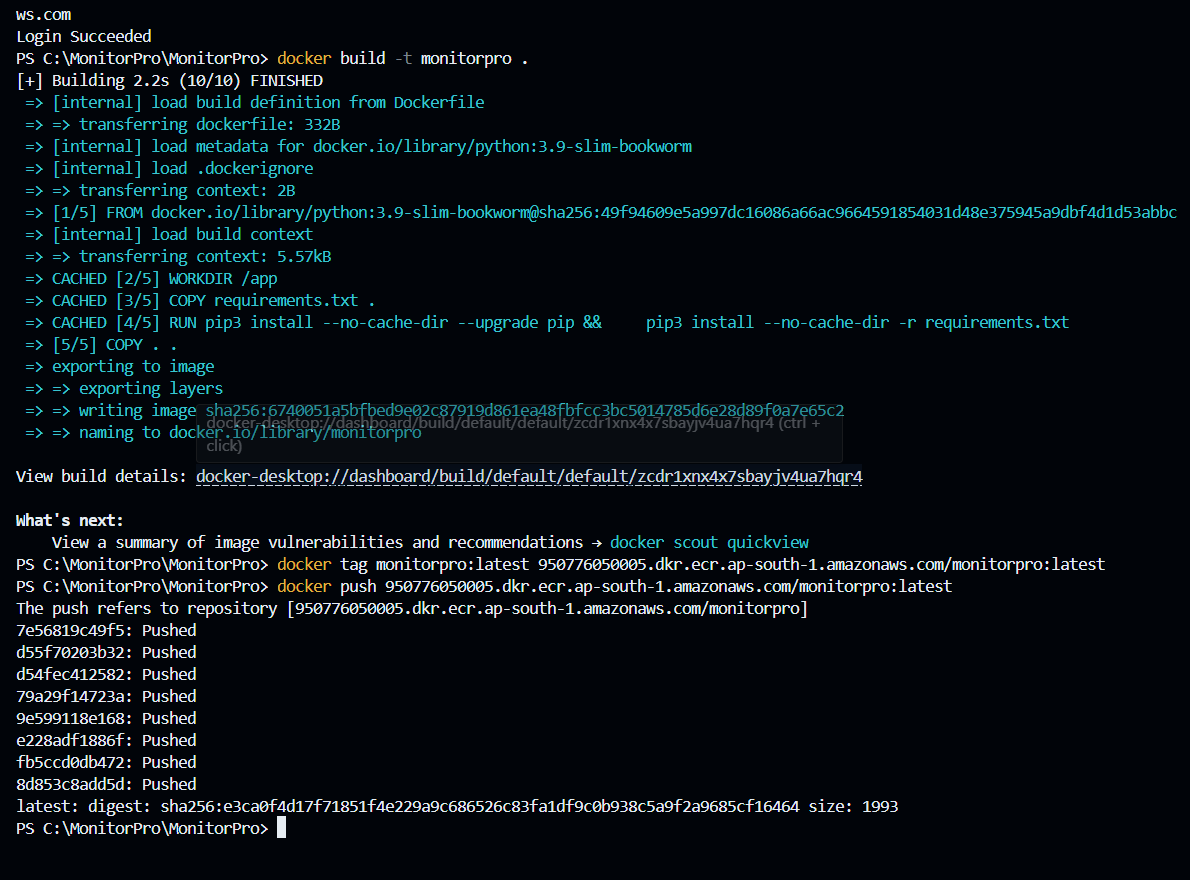 ws.com
Login Succeeded
PS C:\MonitorPro\MonitorPro> docker build -t monitorpro .
[+] Building 2.2s (10/10) FINISHED
=> [internal] load build definition from Dockerfile
=> => transferring dockerfile: 332B
=> [internal] load metadata for docker.io/library/python:3.9-slim-bookworm
=> [internal] load .dockerignore
=> => transferring context: 2B
=> [1/5] FROM docker.io/library/python:3.9-slim-bookworm@sha256:49f94609e5a997dc16086a66ac9664591854031d48e375945a9dbf4d1d53abbc
=> [internal] load build context
=> => transferring context: 5.57kB
=> CACHED [2/5] WORKDIR /app
=> CACHED [3/5] COPY requirements.txt .
=> CACHED [4/5] RUN pip3 install --no-cache-dir --upgrade pip &&     pip3 install --no-cache-dir -r requirements.txt
=> [5/5] COPY . .
=> exporting to image
=> => exporting layers
=> => writing image sha256:6740051a5bfbed9e02c87919d861ea48fbfcc3bc5014785d6e28d89f0a7e65c2
docker-desktop://dashboard/build/default/default/zcdr1xnx4x7sbayjv4ua7hqr4 (ctrl +
=> => naming to docker.io/library/monitorpro
click)
View build details: docker-desktop://dashboard/build/default/default/zcdr1xnx4x7sbayjv4ua7hqr4
What's next:
View a summary of image vulnerabilities and recommendations → docker scout quickview
PS C:\MonitorPro\MonitorPro> docker tag monitorpro:latest 950776050005.dkr.ecr.ap-south-1.amazonaws.com/monitorpro:latest
PS C:\MonitorPro\MonitorPro> docker push 950776050005.dkr.ecr.ap-south-1.amazonaws.com/monitorpro:latest
The push refers to repository [950776050005.dkr.ecr.ap-south-1.amazonaws.com/monitorpro]
7e56819c49f5: Pushed
d55f70203b32: Pushed
d54fec412582: Pushed
79a29f14723a: Pushed
9e599118e168: Pushed
e228adf1886f: Pushed
fb5ccd0db472: Pushed
8d853c8add5d: Pushed
latest: digest: sha256:e3ca0f4d17f71851f4e229a9c686526c83fa1df9c0b938c5a9f2a9685cf16464 size: 1993
PS C:\MonitorPro\MonitorPro>